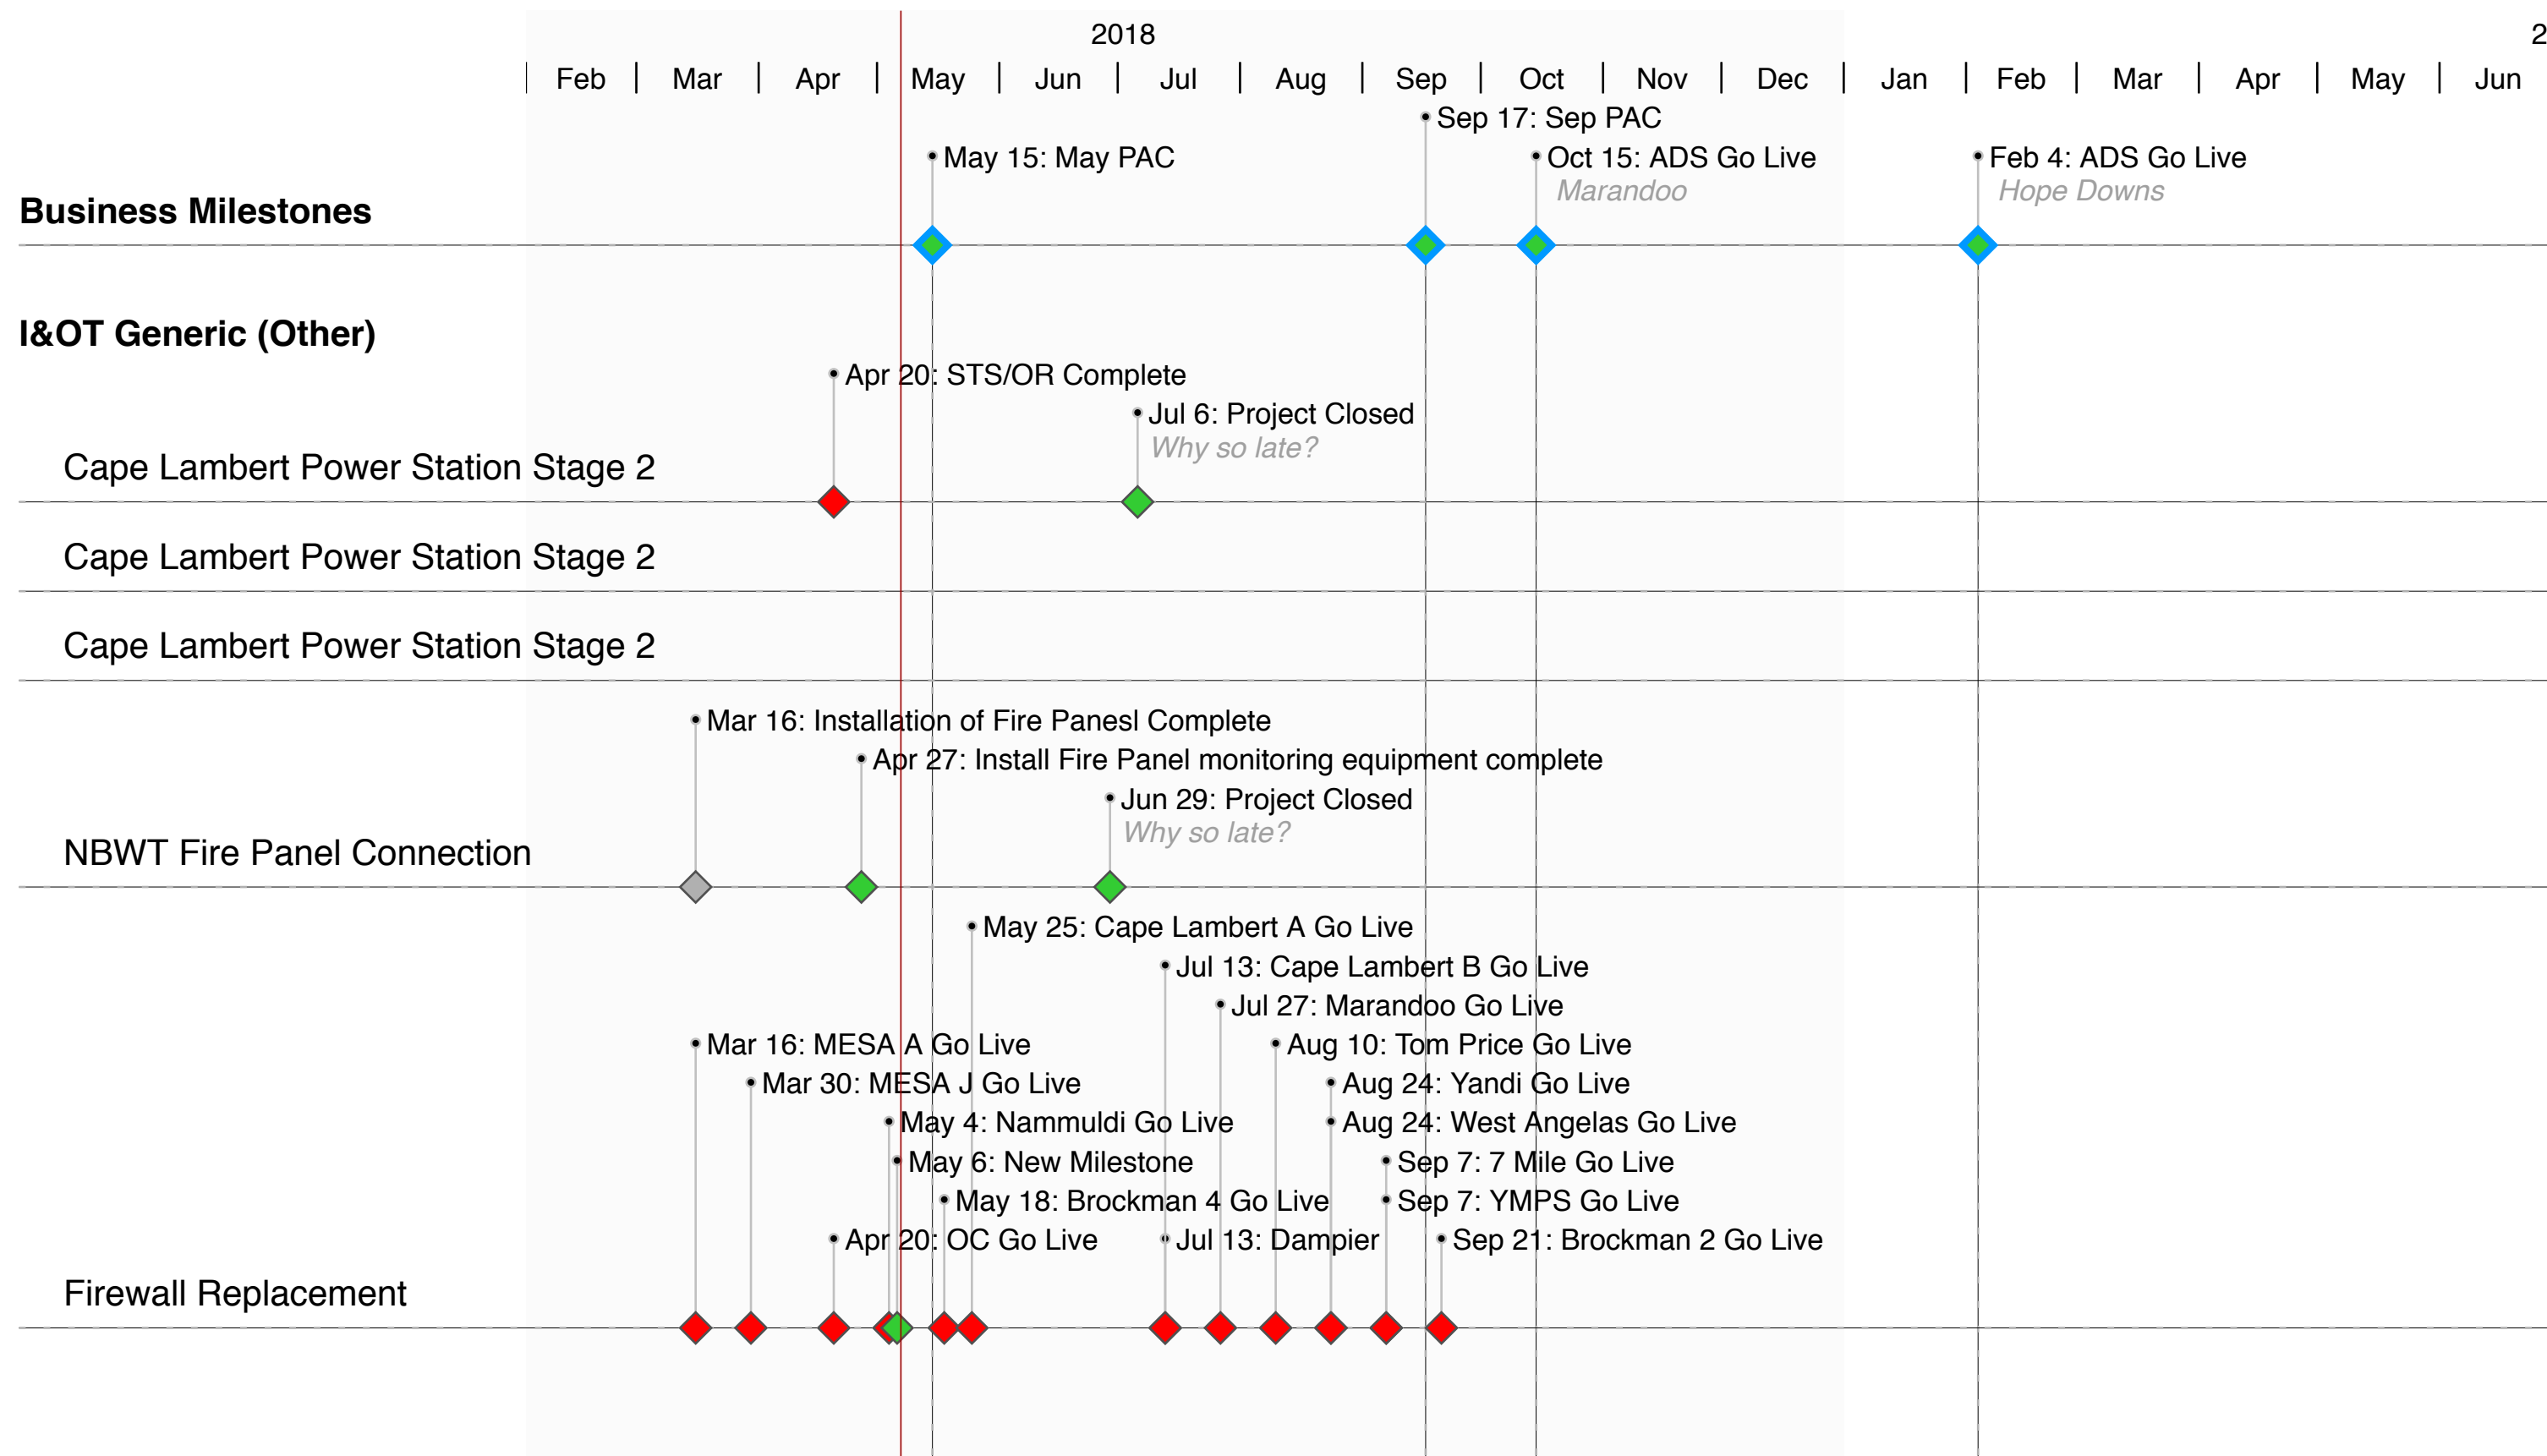 2018
2
Feb Mar Apr May Jun Jul Aug Sep Oct Nov Dec Jan Feb Mar Apr May Jun
Sep 17: Sep PAC
May 15: May PAC
Oct 15: ADS Go Live
Marandoo
Feb 4: ADS Go Live
Hope Downs
Business Milestones
I&OT Generic (Other)
Apr 20: STS/OR Complete
Jul 6: Project Closed
Why so late?
Cape Lambert Power Station Stage 2
Cape Lambert Power Station Stage 2
Cape Lambert Power Station Stage 2
Mar 16: Installation of Fire Panesl Complete
Apr 27: Install Fire Panel monitoring equipment complete
Jun 29: Project Closed
Why so late?
NBWT Fire Panel Connection
May 25: Cape Lambert A Go Live
Jul 13: Cape Lambert B Go Live
Jul 27: Marandoo Go Live
Mar 16: MESA A Go Live
Aug 10: Tom Price Go Live
Mar 30: MESA J Go Live
Aug 24: Yandi Go Live
May 4: Nammuldi Go Live
Aug 24: West Angelas Go Live
May 6: New Milestone
Sep 7: 7 Mile Go Live
May 18: Brockman 4 Go Live
Sep 7: YMPS Go Live
Apr 20: OC Go Live
Jul 13: Dampier
Sep 21: Brockman 2 Go Live
Firewall Replacement